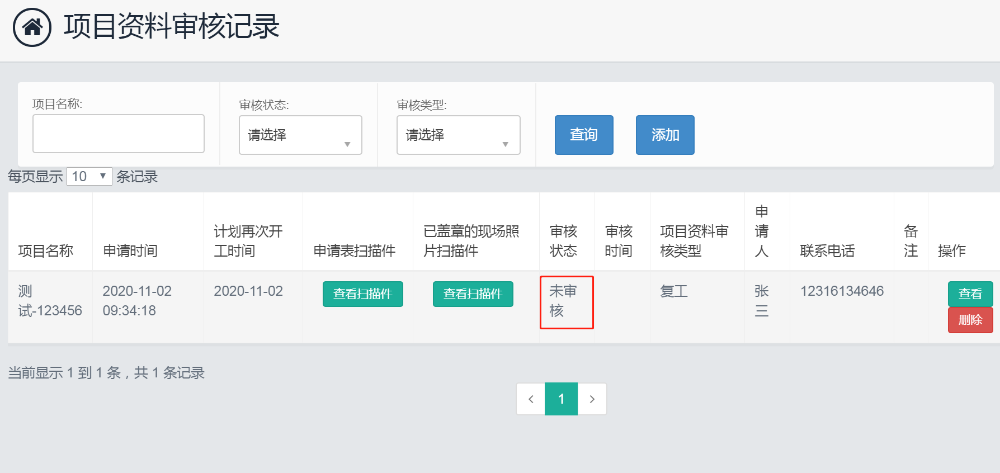 项目资料审核记录
项目名称:
审核状态:
审核类型:
请选择
请选择
查询
添加
每页显示 10 条记录
项目名称
申请时间
计划再次开
工时间
申请表扫描件
已盖章的现场照
片扫描件
审核
状态
审核
时间
项目资料审
核类型
申
请
人
联系电话
备
注
操作
测
试-123456
2020-11-02
09:34:18
2020-11-02
查看扫描件
查看扫描件
未审
核
复工
张
三
12316134646
查看
删除
当前显示 1 到 1 条，共 1 条记录
1